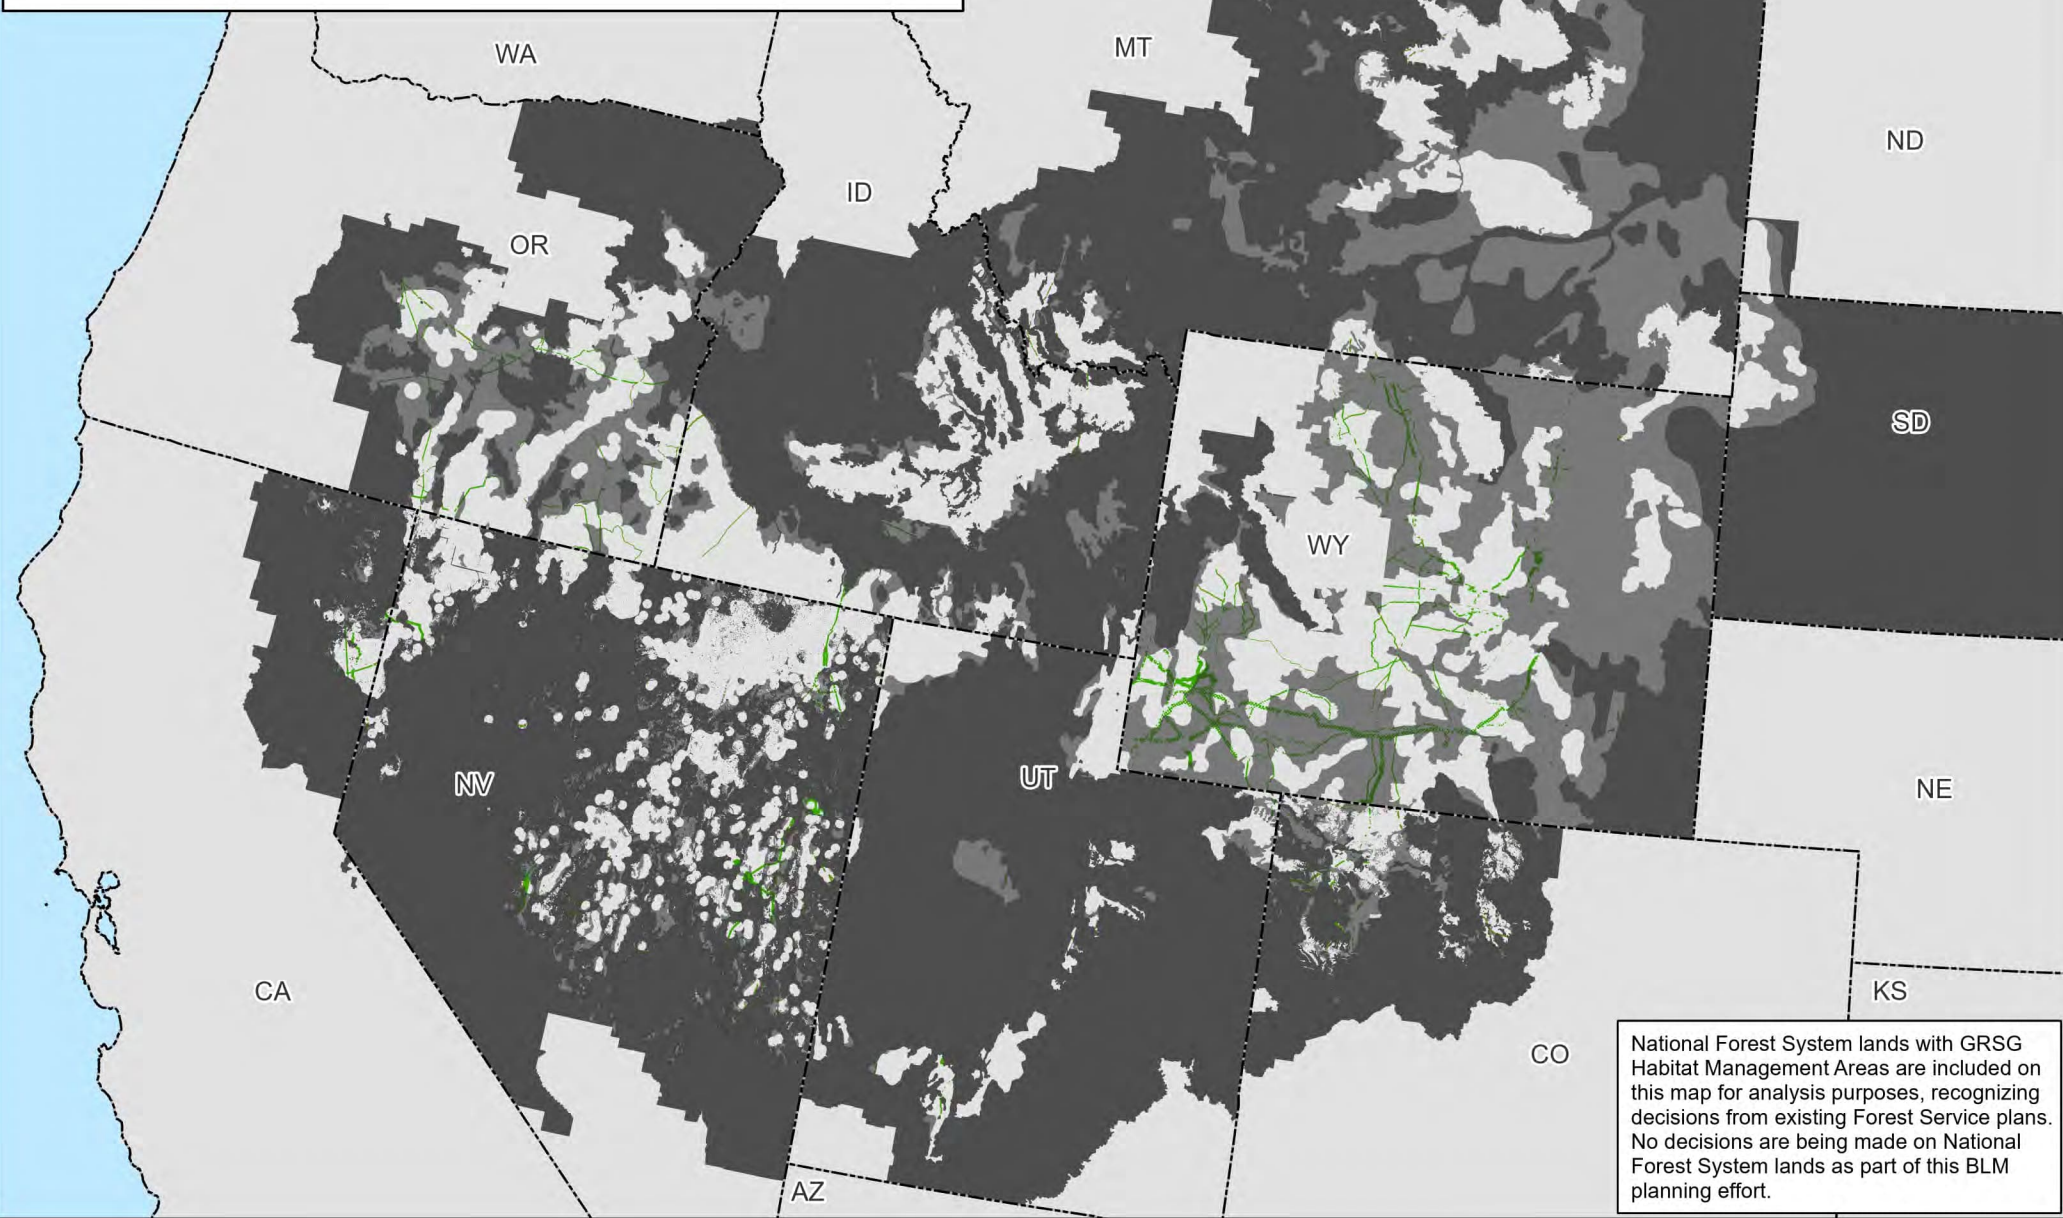 WA
MT
ND
ID
OR
SD
WY
NV
UT
NE
CA
KS
CO
AZ
National Forest System lands with GRSG
Habitat Management Areas are included on
this map for analysis purposes, recognizing
decisions from existing Forest Service plans.
No decisions are being made on National
Forest System lands as part of this BLM
planning effort.